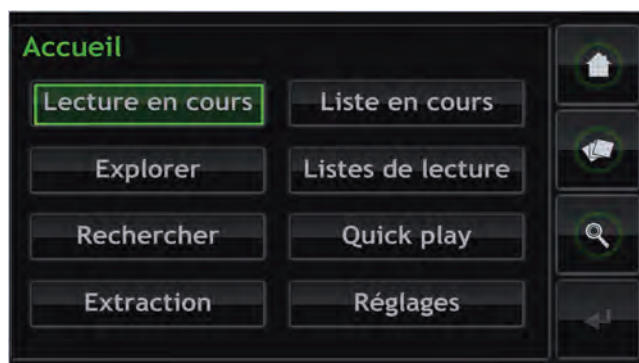 Accueil
Lecture en cours
Liste en cours
Explorer
Listes de lecture
Rechercher
Quick play
Extraction
Réglages